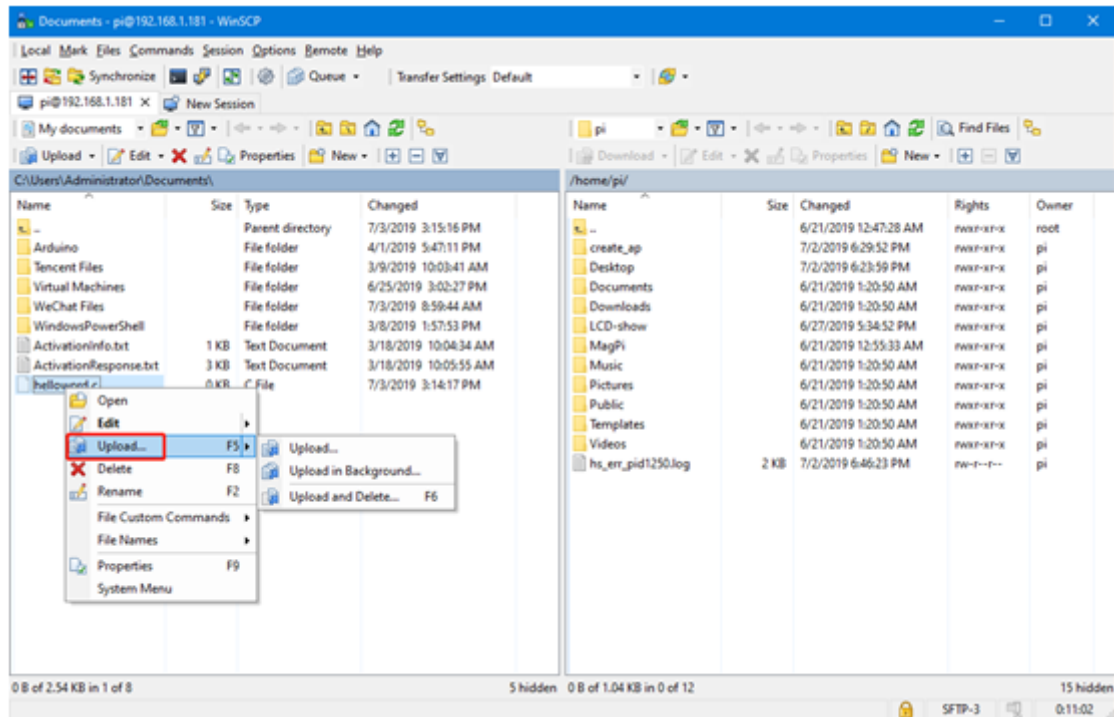 Documents - pi@192.168.1.181 - WinSCP
Local Mark Files Commands Session Options Remote Help
Synchronize Queue Transfer Settings Default
pi@192.168.1.181 New Session
My documents
Upload Edit Properties New
C:\Users\Administrator\Documents\
Name Size Type Changed
.. Parent directory 7/3/2019 3:15:16 PM
Arduino File folder 4/1/2019 5:47:11 PM
Tencent Files File folder 3/9/2019 10:03:41 AM
Virtual Machines File folder 6/25/2019 3:02:27 PM
WeChat Files File folder 7/3/2019 8:59:44 AM
WindowsPowerShell File folder 3/8/2019 1:57:53 PM
ActivationInfo.txt 1 KB Text Document 3/18/2019 10:04:34 AM
ActivationResponse.txt 3 KB Text Document 3/18/2019 10:05:55 AM
0 KB C File 7/3/2019 3:14:17 PM
Open
Edit
Upload... F5
Delete F8
Rename F2
File Custom Commands
File Names
Properties F9
System Menu
Upload...
Upload in Background...
Upload and Delete... F6
0 B of 2.54 KB in 1 of 8 5 hidden
pi Find Files
Download Edit Properties New
/home/pi/
Name Size Changed Rights Owner
.. 6/21/2019 12:47:28 AM rwxr-xr-x root
create_ap 7/2/2019 6:29:52 PM rwxr-xr-x pi
Desktop 7/2/2019 6:23:59 PM rwxr-xr-x pi
Documents 6/21/2019 1:20:50 AM rwxr-xr-x pi
Downloads 6/21/2019 1:20:50 AM rwxr-xr-x pi
LCD-show 6/27/2019 5:34:52 PM rwxr-xr-x pi
MagPi 6/21/2019 12:55:33 AM rwxr-xr-x pi
Music 6/21/2019 1:20:50 AM rwxr-xr-x pi
Pictures 6/21/2019 1:20:50 AM rwxr-xr-x pi
Public 6/21/2019 1:20:50 AM rwxr-xr-x pi
Templates 6/21/2019 1:20:50 AM rwxr-xr-x pi
Videos 6/21/2019 1:20:50 AM rwxr-xr-x pi
hs_err_pid1250.log 2 KB 7/2/2019 6:46:23 PM rw-r--r-- pi
0 B of 1.04 KB in 0 of 12 15 hidden
SFTP-3 0:11:02